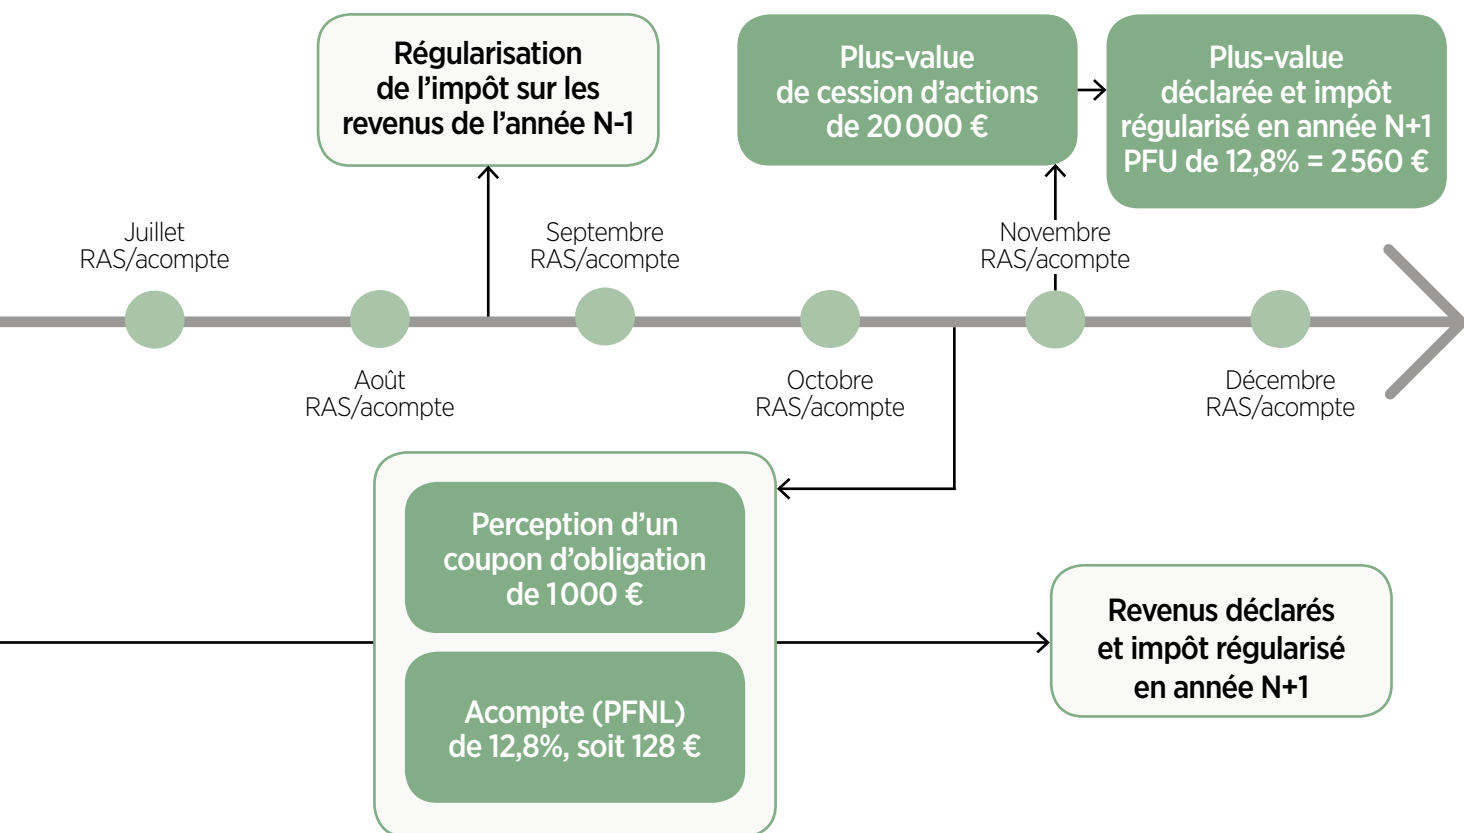 Régularisation
de l’impôt sur les
revenus de l’année N-1
Plus-value
de cession d’actions
de 20 000 €
Plus-value
déclarée et impôt
régularisé en année N+1
PFU de 12,8% = 2 560 €
Juillet
RAS/acompte
Septembre
RAS/acompte
Novembre
RAS/acompte
Août
RAS/acompte
Octobre
RAS/acompte
Décembre
RAS/acompte
Perception d’un
coupon d’obligation
de 1 000 €
Acompte (PFNL)
de 12,8%, soit 128 €
Revenus déclarés
et impôt régularisé
en année N+1